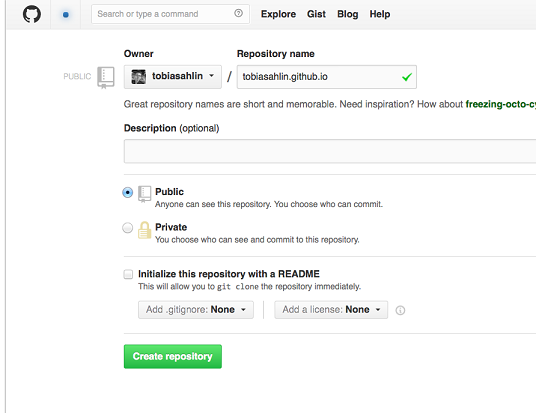 Search or type a command
Explore Gist Blog Help
Owner Repository name
PUBLIC tobiasahlin / tobiasahlin.github.io
Great repository names are short and memorable. Need inspiration? How about freezing-octo-cy
Description (optional)
Public
Anyone can see this repository. You choose who can commit.
Private
You choose who can see and commit to this repository.
Initialize this repository with a README
This will allow you to git clone the repository immediately.
Add .gitignore: None Add a license: None
Create repository